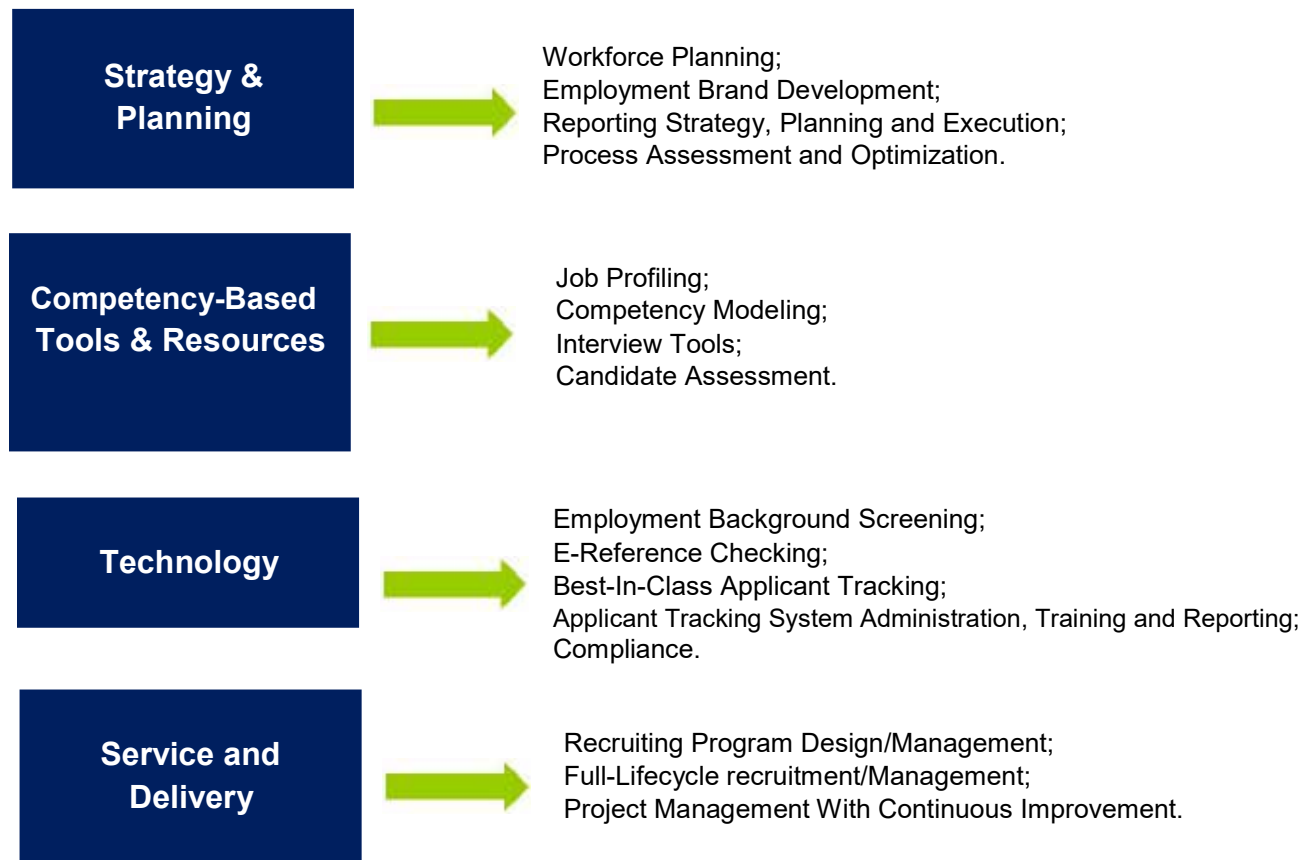 Strategy &
Planning
Workforce Planning;
Employment Brand Development;
Reporting Strategy, Planning and Execution;
Process Assessment and Optimization.
Competency-Based
Tools & Resources
Job Profiling;
Competency Modeling;
Interview Tools;
Candidate Assessment.
Technology
Employment Background Screening;
E-Reference Checking;
Best-In-Class Applicant Tracking;
Applicant Tracking System Administration, Training and Reporting;
Compliance.
Service and
Delivery
Recruiting Program Design/Management;
Full-Lifecycle recruitment/Management;
Project Management With Continuous Improvement.